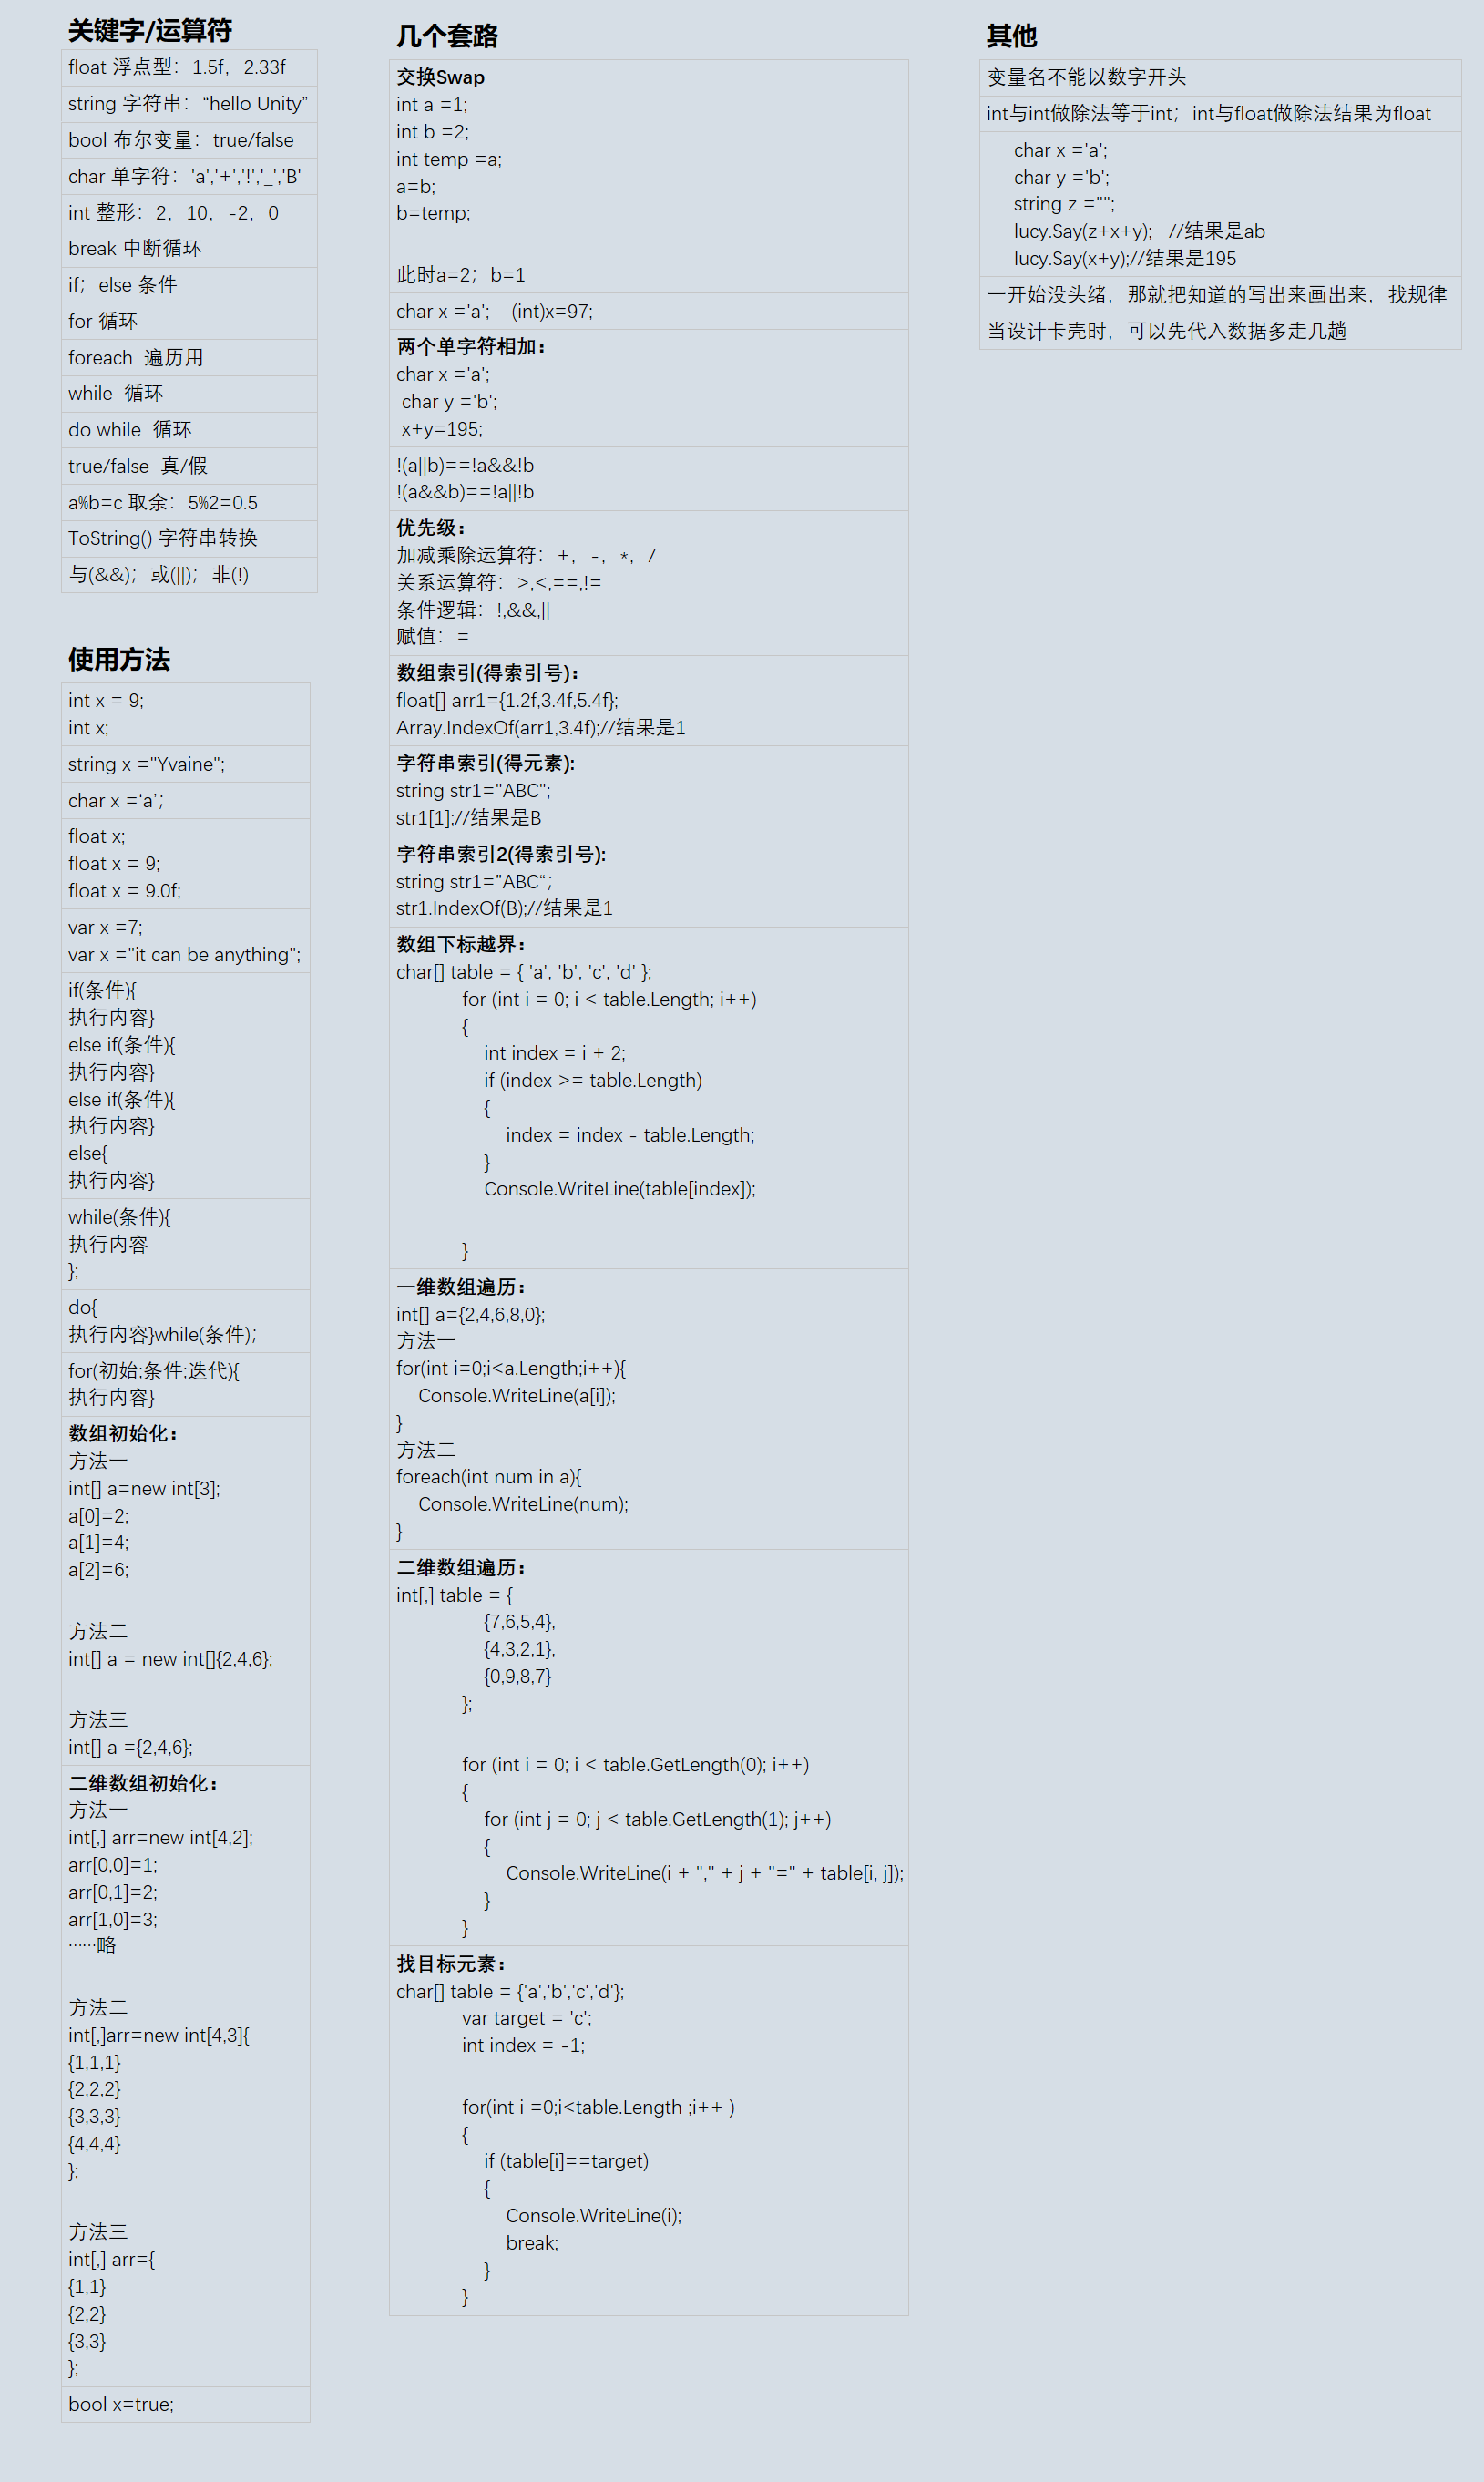 关键字/运算符
float 浮点型：1.5f，2.33f
string 字符串：“hello Unity”
bool 布尔变量：true/false
char 单字符：'a','+','!','_','B'
int 整形：2，10，-2，0
break 中断循环
if；else 条件
for 循环
foreach  遍历用
while  循环
do while  循环
true/false  真/假
a%b=c 取余：5%2=0.5
ToString() 字符串转换
与(&&)；或(||)；非(!)
使用方法
int x = 9;
int x;
string x ="Yvaine";
char x =‘a’；
float x;
float x = 9;
float x = 9.0f;
var x =7;
var x ="it can be anything";
if(条件){
执行内容}
else if(条件){
执行内容}
else if(条件){
执行内容}
else{
执行内容}
while(条件){
执行内容
};
do{
执行内容}while(条件)；
for(初始;条件;迭代){
执行内容}
数组初始化：
方法一
int[] a=new int[3];
a[0]=2;
a[1]=4;
a[2]=6;
方法二
int[] a = new int[]{2,4,6};
方法三
int[] a ={2,4,6};
二维数组初始化：
方法一
int[,] arr=new int[4,2];
arr[0,0]=1;
arr[0,1]=2;
arr[1,0]=3;
······略
方法二
int[,]arr=new int[4,3]{
{1,1,1}
{2,2,2}
{3,3,3}
{4,4,4}
};
方法三
int[,] arr={
{1,1}
{2,2}
{3,3}
};
bool x=true;
几个套路
交换Swap
int a =1;
int b =2;
int temp =a;
a=b;
b=temp;
此时a=2；b=1
char x ='a';    (int)x=97;
两个单字符相加：
char x ='a';
char y ='b';
x+y=195;
!(a||b)==!a&&!b
!(a&&b)==!a||!b
优先级：
加减乘除运算符：+，-，*，/
关系运算符：>,<,==,!=
条件逻辑：!,&&,||
赋值：=
数组索引(得索引号)：
float[] arr1={1.2f,3.4f,5.4f};
Array.IndexOf(arr1,3.4f);//结果是1
字符串索引(得元素):
string str1="ABC";
str1[1];//结果是B
字符串索引2(得索引号):
string str1=”ABC“；
str1.IndexOf(B);//结果是1
数组下标越界：
char[] table = { 'a', 'b', 'c', 'd' };
for (int i = 0; i < table.Length; i++)
{
int index = i + 2;
if (index >= table.Length)
{
index = index - table.Length;
}
Console.WriteLine(table[index]);
}
一维数组遍历：
int[] a={2,4,6,8,0};
方法一
for(int i=0;i<a.Length;i++){
Console.WriteLine(a[i]);
}
方法二
foreach(int num in a){
Console.WriteLine(num);
}
二维数组遍历：
int[,] table = {
{7,6,5,4},
{4,3,2,1},
{0,9,8,7}
};
for (int i = 0; i < table.GetLength(0); i++)
{
for (int j = 0; j < table.GetLength(1); j++)
{
Console.WriteLine(i + "," + j + "=" + table[i, j]);
}
}
找目标元素：
char[] table = {'a','b','c','d'};
var target = 'c';
int index = -1;
for(int i =0;i<table.Length ;i++ )
{
if (table[i]==target)
{
Console.WriteLine(i);
break;
}
}
其他
变量名不能以数字开头
int与int做除法等于int；int与float做除法结果为float
char x ='a';
char y ='b';
string z ="";
lucy.Say(z+x+y);   //结果是ab
lucy.Say(x+y);//结果是195
一开始没头绪，那就把知道的写出来画出来，找规律
当设计卡壳时，可以先代入数据多走几趟